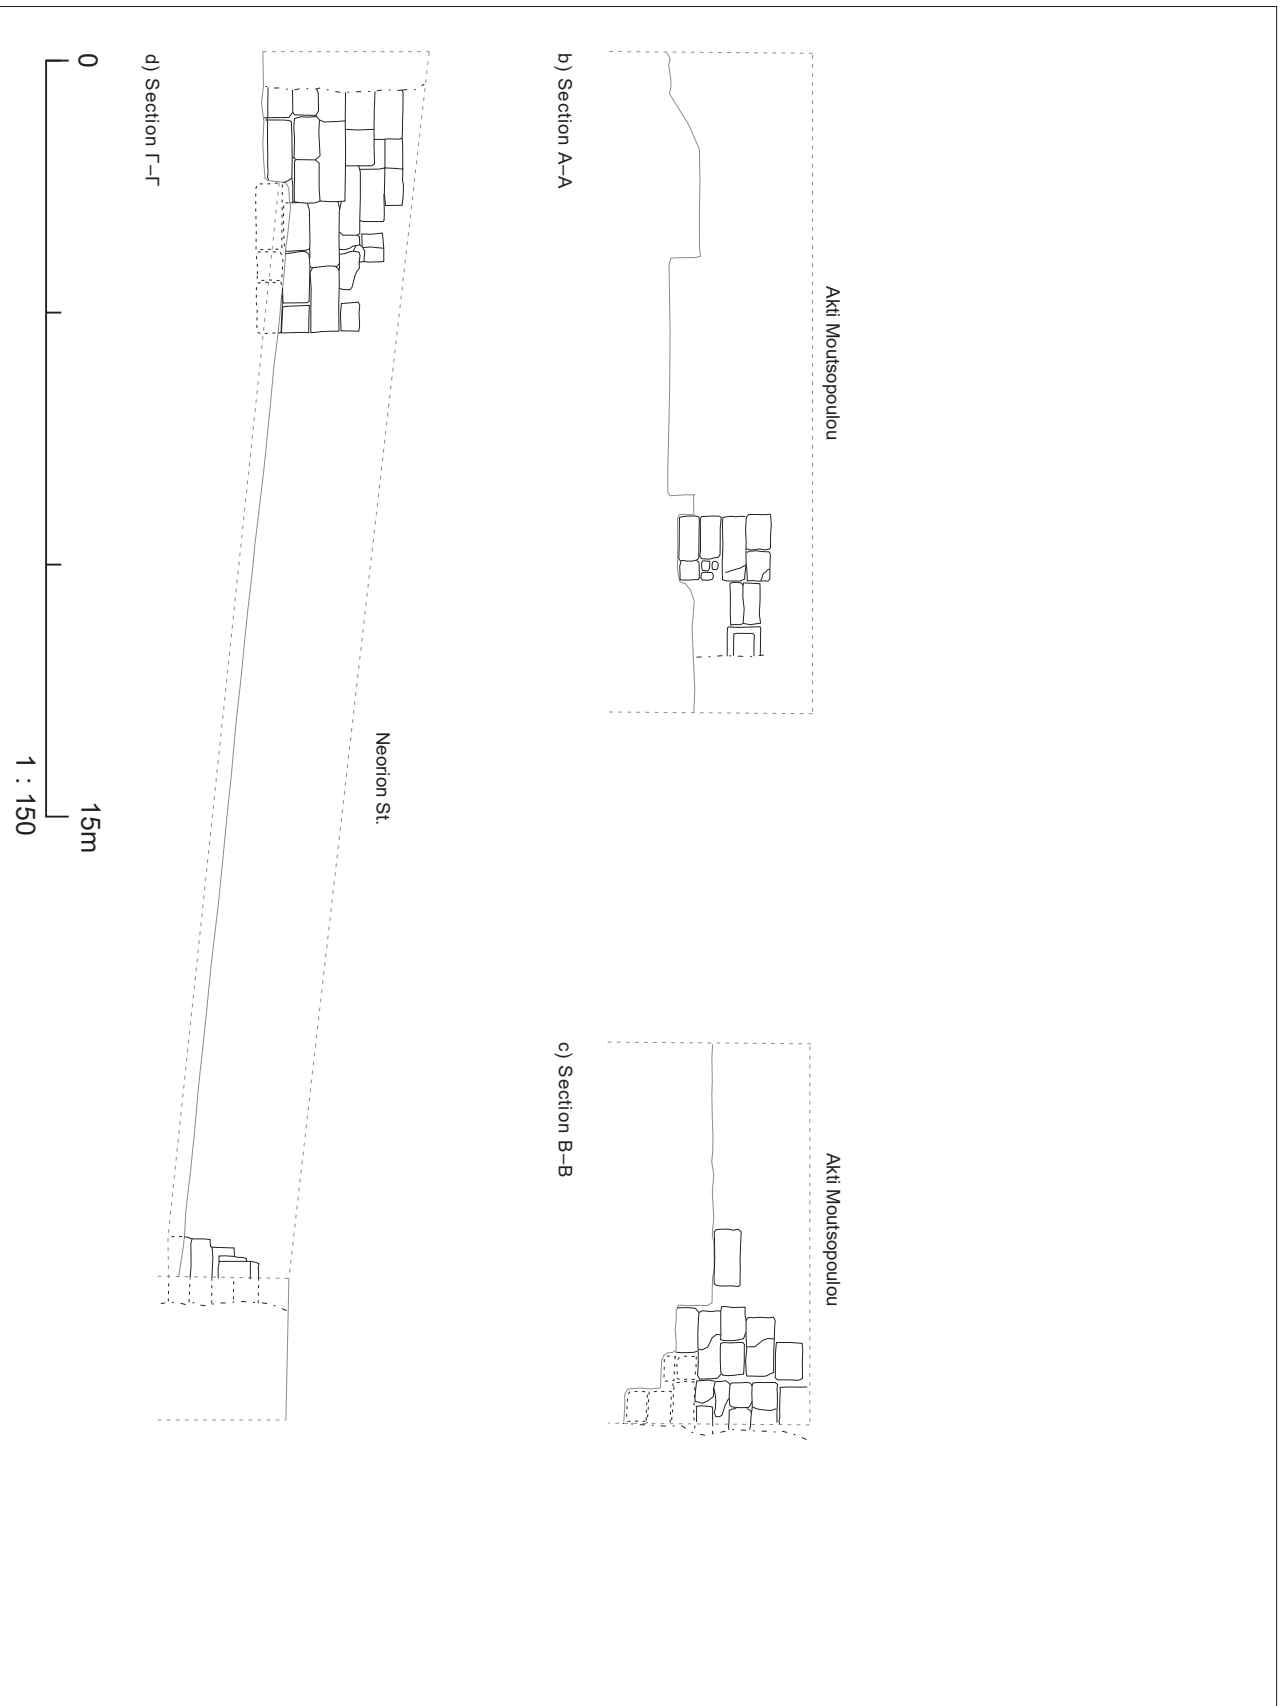 Akti Moutsopoulou
Akti Moutsopoulou
b) Section A–A
c) Section B–B
Neorion St.
d) Section Γ–Γ
0
15m
1 : 150